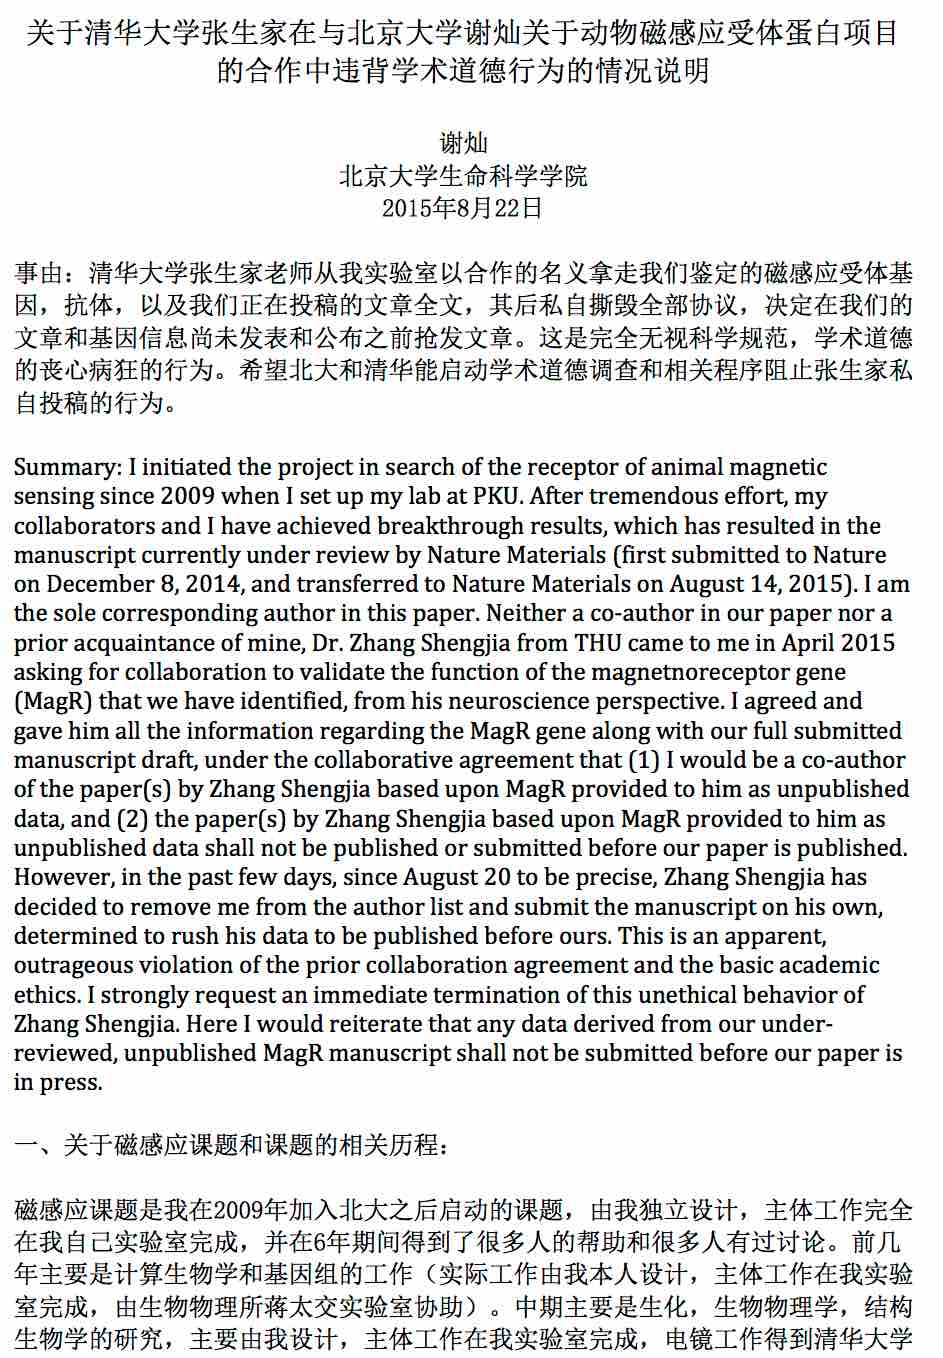 关于清华大学张生家在与北京大学谢灿关于动物磁感应受体蛋白项目
的合作中违背学术道德行为的情况说明
谢灿
北京大学生命科学学院
2015年8月22日
事由：清华大学张生家老师从我实验室以合作的名义拿走我们鉴定的磁感应受体基
因，抗体，以及我们正在投稿的文章全文，其后私自撕毁全部协议，决定在我们的
文章和基因信息尚未发表和公布之前抢发文章。这是完全无视科学规范，学术道德
的丧心病狂的行为。希望北大和清华能启动学术道德调查和相关程序阻止张生家私
自投稿的行为。
Summary: I initiated the project in search of the receptor of animal magnetic
sensing since 2009 when I set up my lab at PKU. After tremendous effort, my
collaborators and I have achieved breakthrough results, which has resulted in the
manuscript currently under review by Nature Materials (first submitted to Nature
on December 8, 2014, and transferred to Nature Materials on August 14, 2015). I am
the sole corresponding author in this paper. Neither a co-author in our paper nor a
prior acquaintance of mine, Dr. Zhang Shengjia from THU came to me in April 2015
asking for collaboration to validate the function of the magnetnoreceptor gene
(MagR) that we have identified, from his neuroscience perspective. I agreed and
gave him all the information regarding the MagR gene along with our full submitted
manuscript draft, under the collaborative agreement that (1) I would be a co-author
of the paper(s) by Zhang Shengjia based upon MagR provided to him as unpublished
data, and (2) the paper(s) by Zhang Shengjia based upon MagR provided to him as
unpublished data shall not be published or submitted before our paper is published.
However, in the past few days, since August 20 to be precise, Zhang Shengjia has
decided to remove me from the author list and submit the manuscript on his own,
determined to rush his data to be published before ours. This is an apparent,
outrageous violation of the prior collaboration agreement and the basic academic
ethics. I strongly request an immediate termination of this unethical behavior of
Zhang Shengjia. Here I would reiterate that any data derived from our under-
reviewed, unpublished MagR manuscript shall not be submitted before our paper is
in press.
一、关于磁感应课题和课题的相关历程：
磁感应课题是我在2009年加入北大之后启动的课题，由我独立设计，主体工作完全
在我自己实验室完成，并在6年期间得到了很多人的帮助和很多人有过讨论。前几
年主要是计算生物学和基因组的工作（实际工作由我本人设计，主体工作在我实验
室完成，由生物物理所蒋太交实验室协助）。中期主要是生化，生物物理学，结构
生物学的研究，主要由我设计，主体工作在我实验室完成，电镜工作得到清华大学